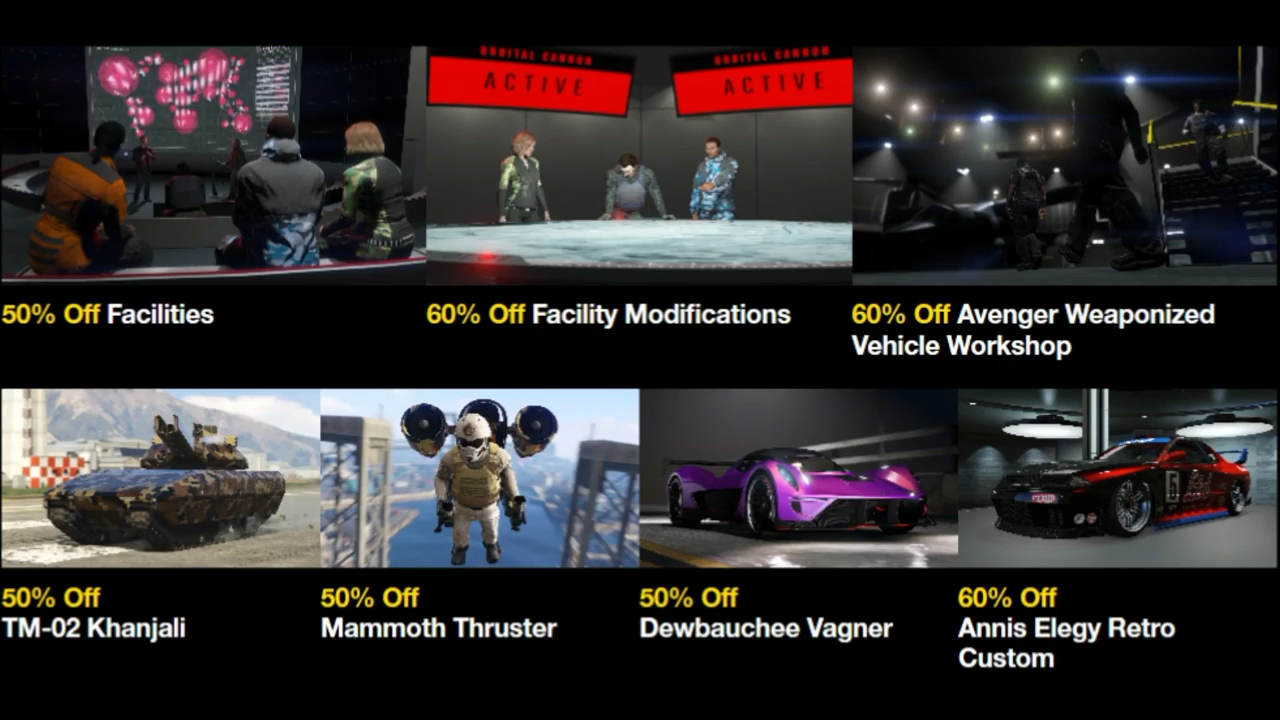 ORBITAL CANNON
ACTIVE
ORBITAL CANNON
ACTIVE
50% Off Facilities
60% Off Facility Modifications
60% Off Avenger Weaponized
Vehicle Workshop
50% Off
TM-02 Khanjali
50% Off
Mammoth Thruster
50% Off
Dewbauchee Vagner
60% Off
Annis Elegy Retro
Custom